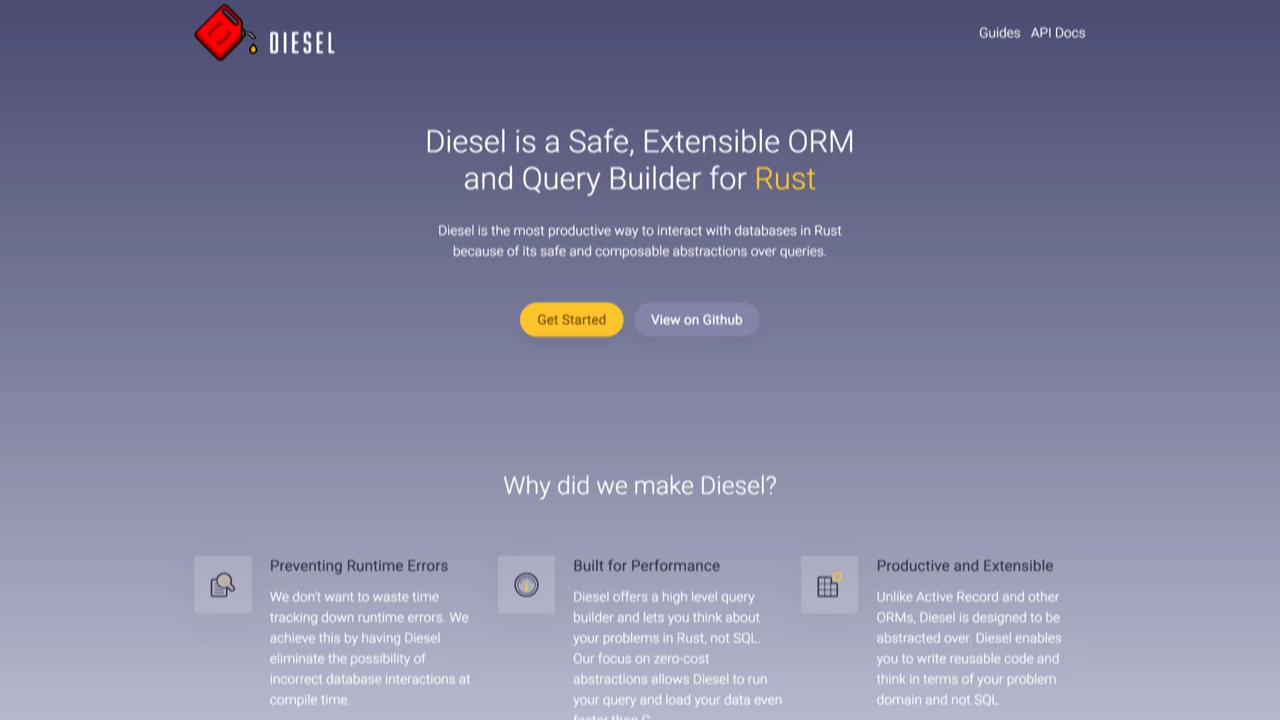 DIESEL
Guides API Docs
Diesel is a Safe, Extensible ORM
and Query Builder for Rust
Diesel is the most productive way to interact with databases in Rust
because of its safe and composable abstractions over queries.
Get Started View on Github
Why did we make Diesel?
Preventing Runtime Errors
We don't want to waste time
tracking down runtime errors. We
achieve this by having Diesel
eliminate the possibility of
incorrect database interactions at
compile time.
Built for Performance
Diesel offers a high level query
builder and lets you think about
your problems in Rust, not SQL.
Our focus on zero-cost
abstractions allows Diesel to run
your query and load your data even
faster than C.
Productive and Extensible
Unlike Active Record and other
ORMs, Diesel is designed to be
abstracted over. Diesel enables
you to write reusable code and
think in terms of your problem
domain and not SQL.